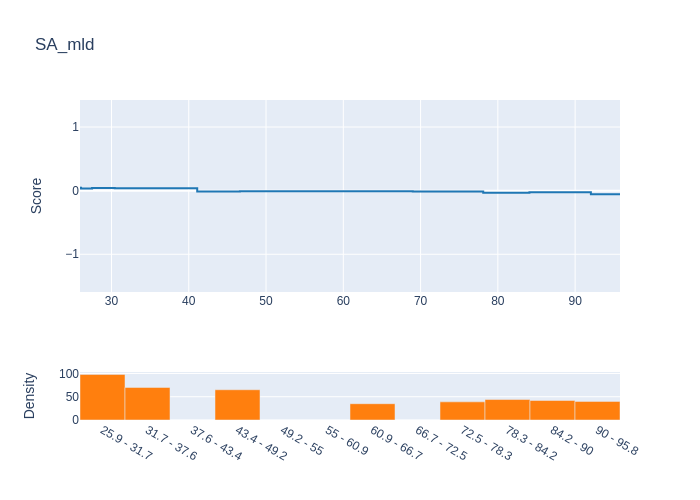 SA_mld
Score
1
0
−1
30 40 50 60 70 80 90
Density
100
50
0
25.9 - 31.7
31.7 - 37.6
37.6 - 43.4
43.4 - 49.2
49.2 - 55
55 - 60.9
60.9 - 66.7
66.7 - 72.5
72.5 - 78.3
78.3 - 84.2
84.2 - 90
90 - 95.8